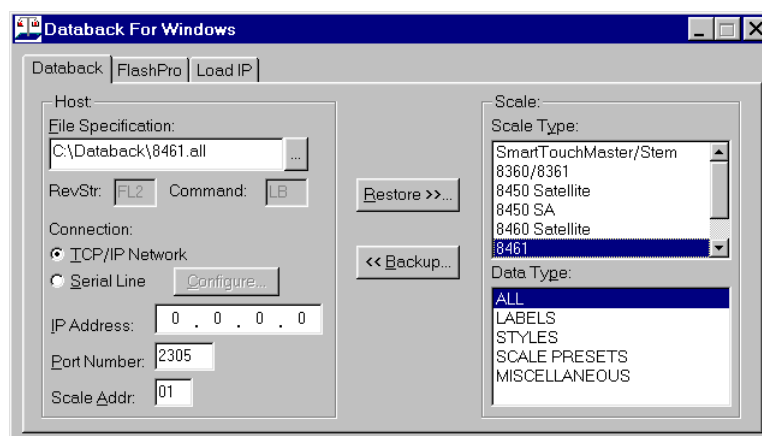 Databack For Windows
Databack FlashPro Load IP
Host:
File Specification:
C:\Databack\8461.all ...
RevStr: FL2 Command: LB
Connection:
TCP/IP Network
Serial Line Configure...
IP Address: 0 . 0 . 0 . 0
Port Number: 2305
Scale Addr: 01
Restore >>...
<< Backup...
Scale:
Scale Type:
SmartTouchMaster/Stem
8360/8361
8450 Satellite
8450 SA
8460 Satellite
8461
Data Type:
ALL
LABELS
STYLES
SCALE PRESETS
MISCELLANEOUS